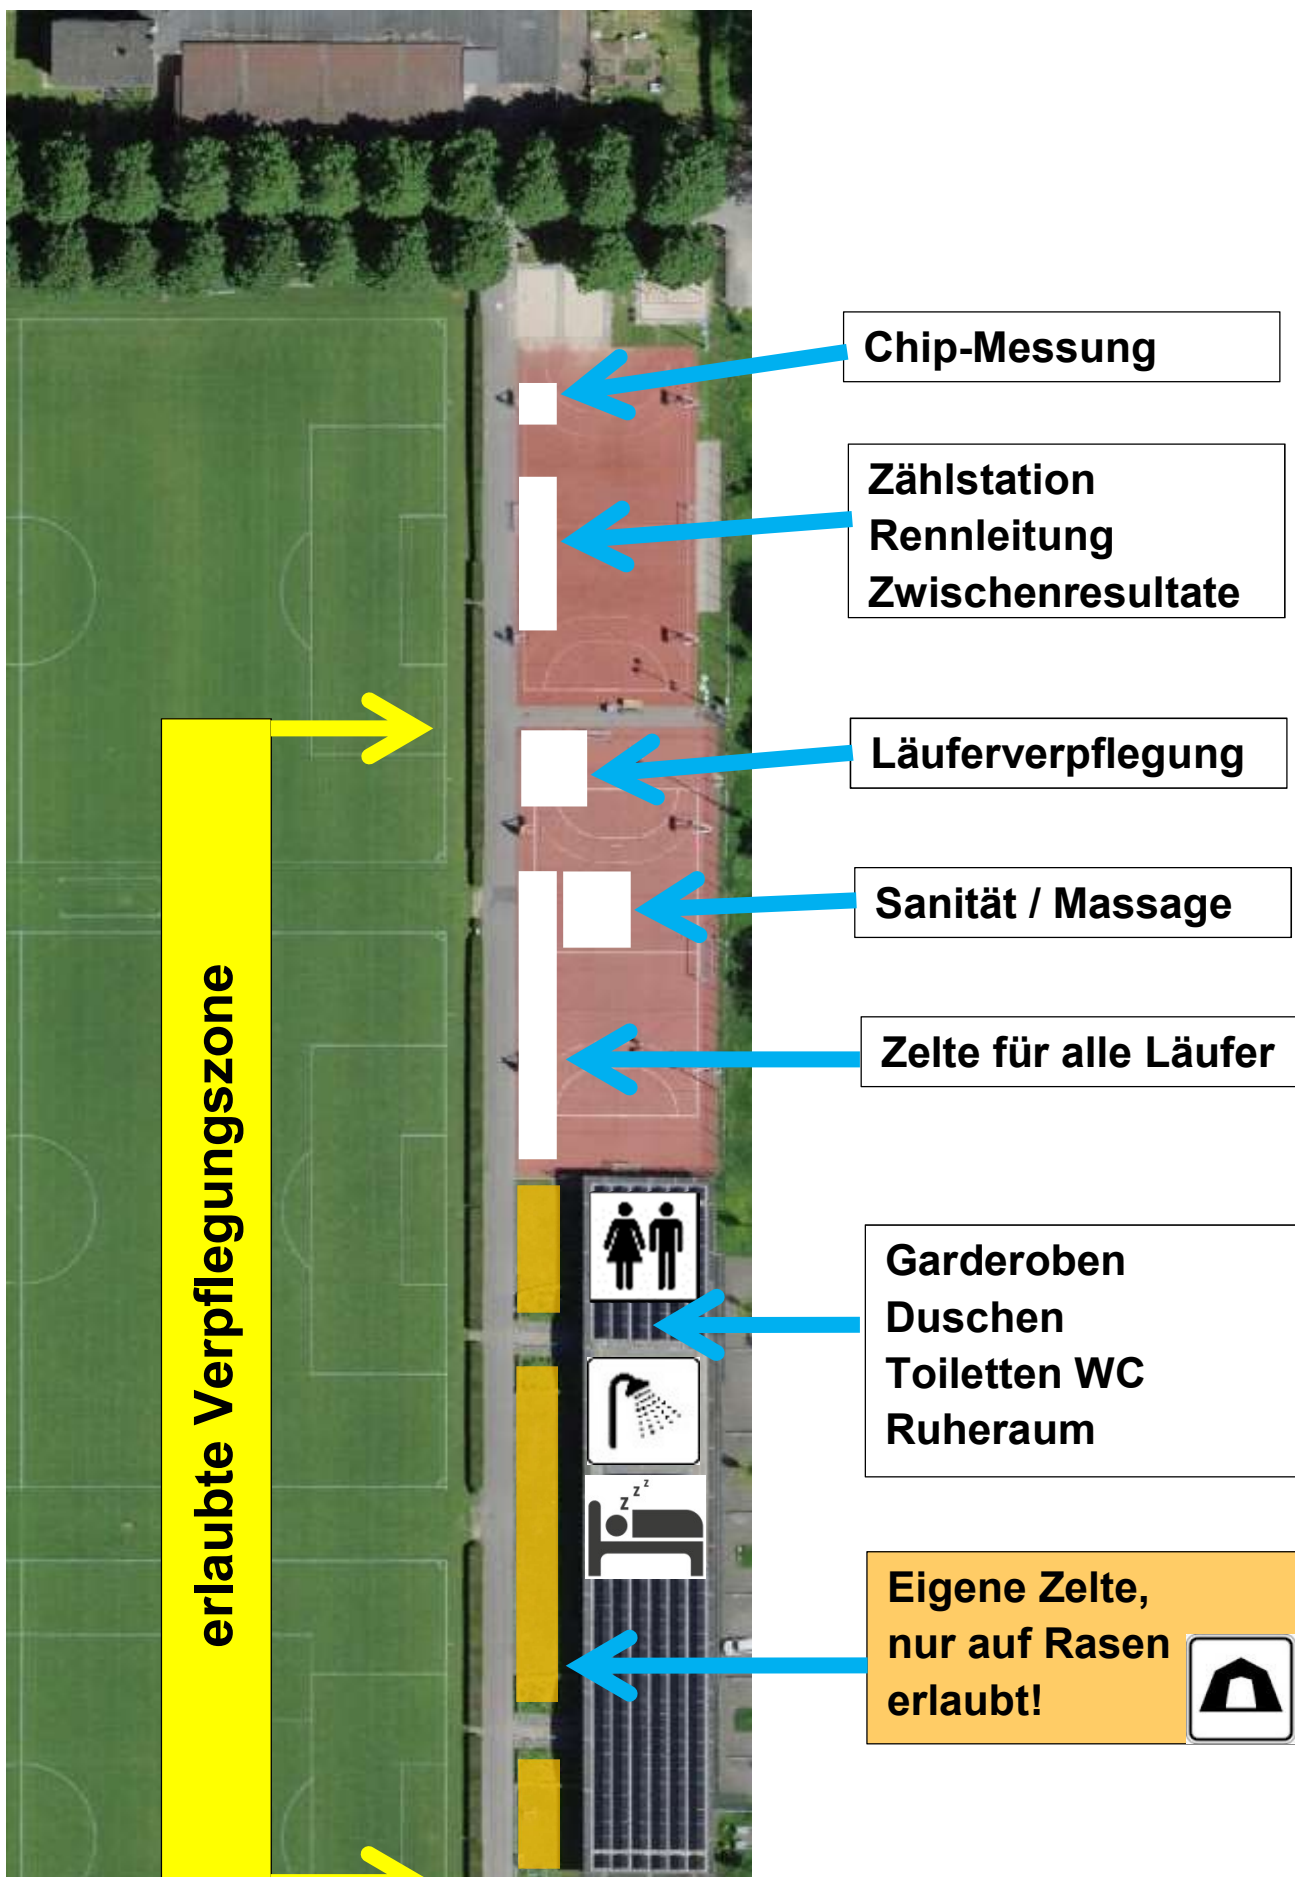 Chip-Messung
Zählstation
Rennleitung
Zwischenresultate
Läuferverpflegung
Sanität / Massage
Zelte für alle Läufer
erlaubte Verpflegungszone
Garderoben
Duschen
Toiletten WC
Ruheraum
z z z
Eigene Zelte,
nur auf Rasen
erlaubt!